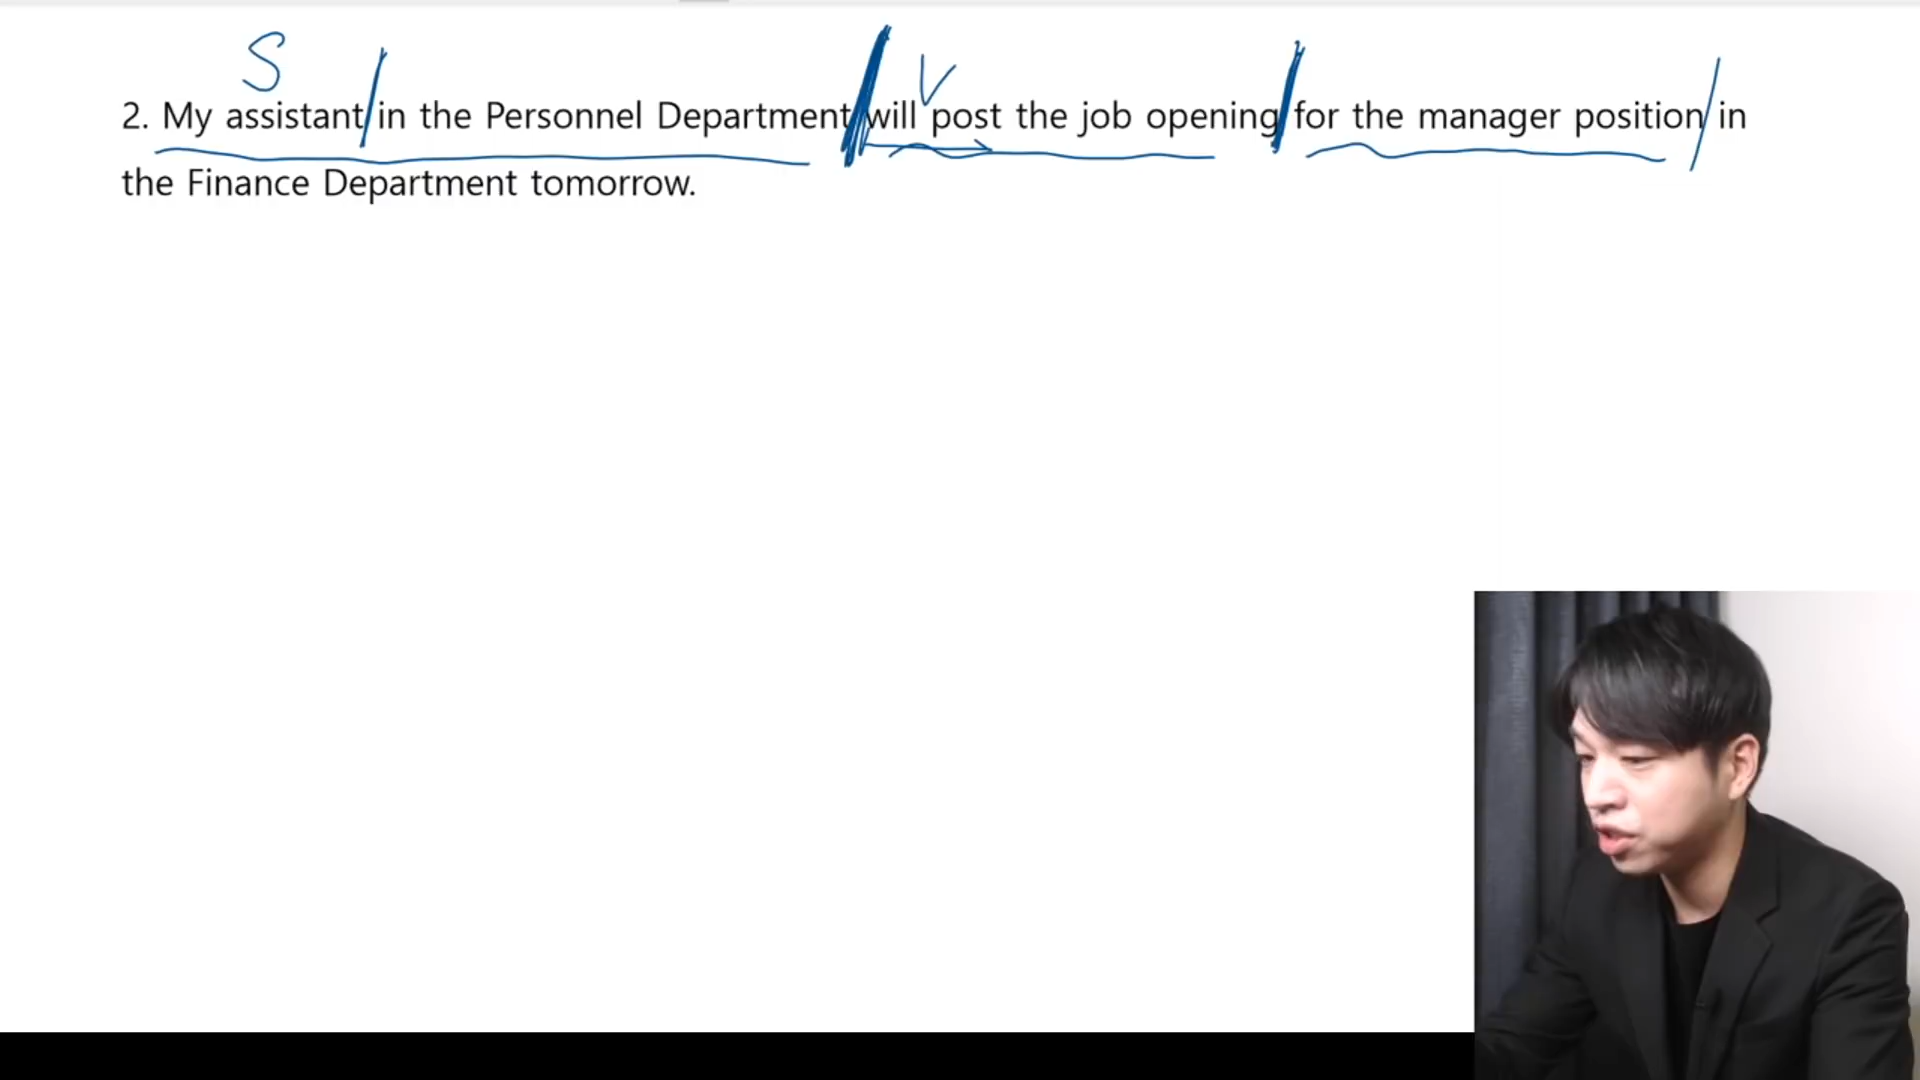 S V
2. My assistant in the Personnel Department will post the job opening for the manager position in
the Finance Department tomorrow.